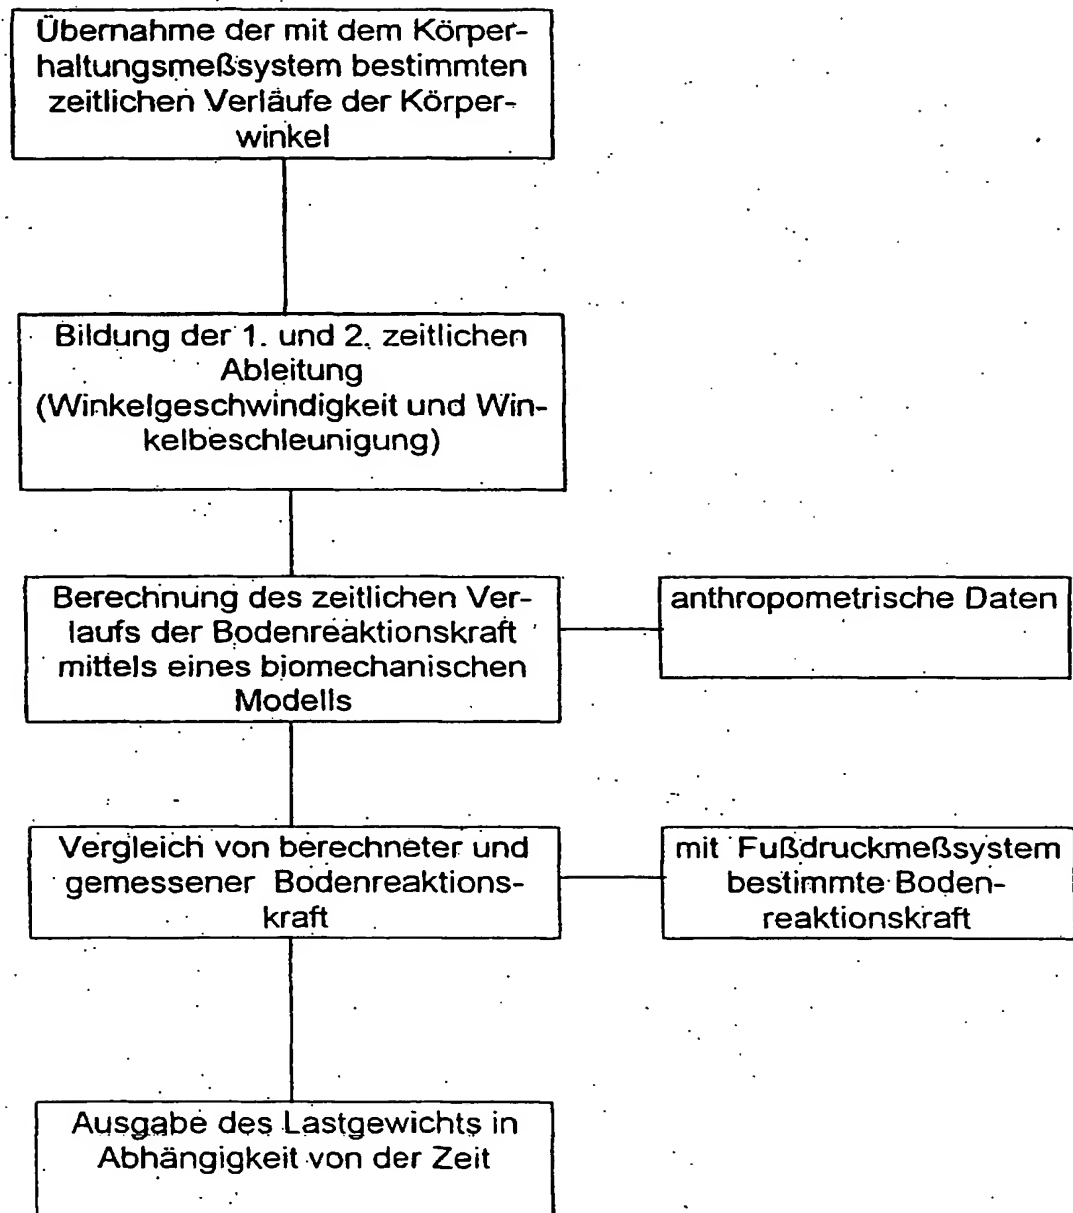 Übernahme der mit dem Körper-
haltungsmeßsystem bestimmten
zeitlichen Verläufe der Körper-
winkel
Bildung der 1. und 2. zeitlichen
Ableitung
(Winkelgeschwindigkeit und Win-
kelbeschleunigung)
Berechnung des zeitlichen Ver-
laufs der Bodenreaktionskraft
mittels eines biomechanischen
Modells
anthropometrische Daten
Vergleich von berechneter und
gemessener Bodenreaktions-
kraft
mit Fußdruckmeßsystem
bestimmte Boden-
reaktionskraft
Ausgabe des Lastgewichts in
Abhängigkeit von der Zeit